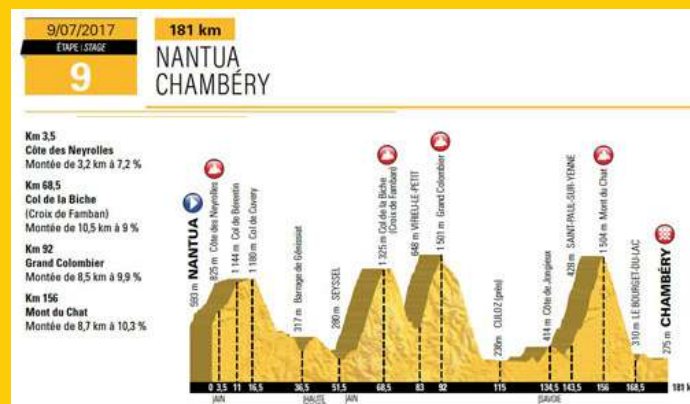 9/07/2017
ÉTAPE | STAGE
9
181 km
NANTUA
CHAMBÉRY
Km 3,5
Côte des Neyrolles
Montée de 3,2 km à 7,2 %
Km 68,5
Col de la Biche
(Croix de Famban)
Montée de 10,5 km à 9 %
Km 92
Grand Colombier
Montée de 8,5 km à 9,9 %
Km 156
Mont du Chat
Montée de 8,7 km à 10,3 %
593 m NANTUA
825 m Côte des Neyrolles
1 144 m Col de Bérentin
1 180 m Col de Cuvery
317 m Barrage de Génissiat
280 m SEYSSEL
1 325 m Col de la Biche
(Croix de Famban)
648 m VIRIEU-LE-PETIT
1 501 m Grand Colombier
236m CULOZ (près)
414 m Côte de Jongieux
428 m SAINT-PAUL-SUR-YENNE
1 504 m Mont du Chat
310 m LE BOURGET-DU-LAC
275 m CHAMBÉRY
0 3,5 11 16,5 36,5 51,5 68,5 83 92 115 134,5 143,5 156 168,5 181 k
AIN HAUTE AIN SAVOIE